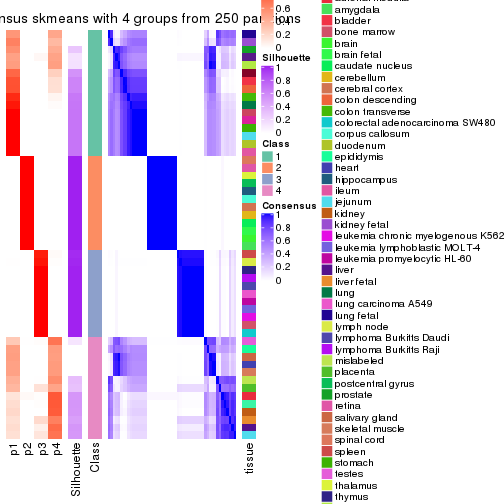 nsus skmeans with 4 groups from 250 par
ons
0.6
0.4
0.2
0
Silhouette
1
0.8
0.6
0.4
0.2
0
Class
1
2
3
4
Consensus
1
0.8
0.6
0.4
0.2
0
p1
p2
p3
p4
Silhouette
Class
tissue
amygdala
bladder
bone marrow
brain
brain fetal
caudate nucleus
cerebellum
cerebral cortex
colon descending
colon transverse
colorectal adenocarcinoma SW480
corpus callosum
duodenum
epididymis
heart
hippocampus
ileum
jejunum
kidney
kidney fetal
leukemia chronic myelogenous K562
leukemia lymphoblastic MOLT-4
leukemia promyelocytic HL-60
liver
liver fetal
lung
lung carcinoma A549
lung fetal
lymph node
lymphoma Burkitts Daudi
lymphoma Burkitts Raji
mislabeled
placenta
postcentral gyrus
prostate
retina
salivary gland
skeletal muscle
spinal cord
spleen
stomach
testes
thalamus
thymus